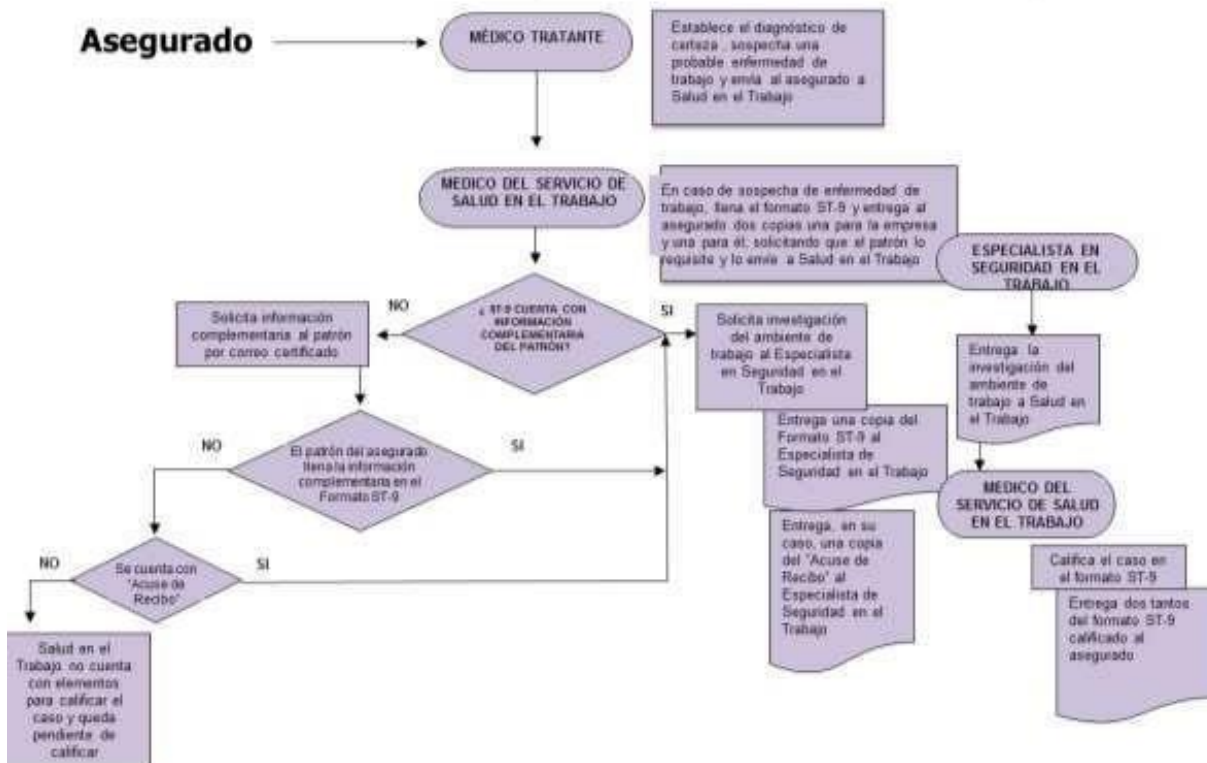 Asegurado
MÉDICO TRATANTE
Establece el diagnóstico de
certeza , sospecha una
probable enfermedad de
trabajo y envía al asegurado a
Salud en el Trabajo
MEDICO DEL SERVICIO DE
SALUD EN EL TRABAJO
En caso de sospecha de enfermedad de
trabajo, llena el formato ST-9 y entrega al
asegurado dos copias una para la empresa
y una para él; solicitando que el patrón lo
requisite y lo envíe a Salud en el Trabajo
ESPECIALISTA EN
SEGURIDAD EN EL
TRABAJO
¿ ST-9 CUENTA CON
INFORMACIÓN
COMPLEMENTARIA
DEL PATRÓN?
NO
SI
Solicita información
complementaria al patrón
por correo certificado
Solicita investigación
del ambiente de
trabajo al Especialista
en Seguridad en el
Trabajo
Entrega la
investigación del
ambiente de
trabajo a Salud en
el Trabajo
Entrega una copia del
Formato ST-9 al
Especialista de
Seguridad en el Trabajo
NO
SI
El patrón del asegurado
llena la información
complementaria en el
Formato ST-9
MEDICO DEL
SERVICIO DE SALUD
EN EL TRABAJO
Entrega, en su
caso, una copia
del "Acuse de
Recibo" al
Especialista de
Seguridad en el
Trabajo
NO
SI
Se cuenta con
"Acuse de
Recibo"
Califica el caso en
el formato ST-9
Entrega dos tantos
del formato ST-9
calificado al
asegurado
Salud en el
Trabajo no cuenta
con elementos
para calificar el
caso y queda
pendiente de
calificar